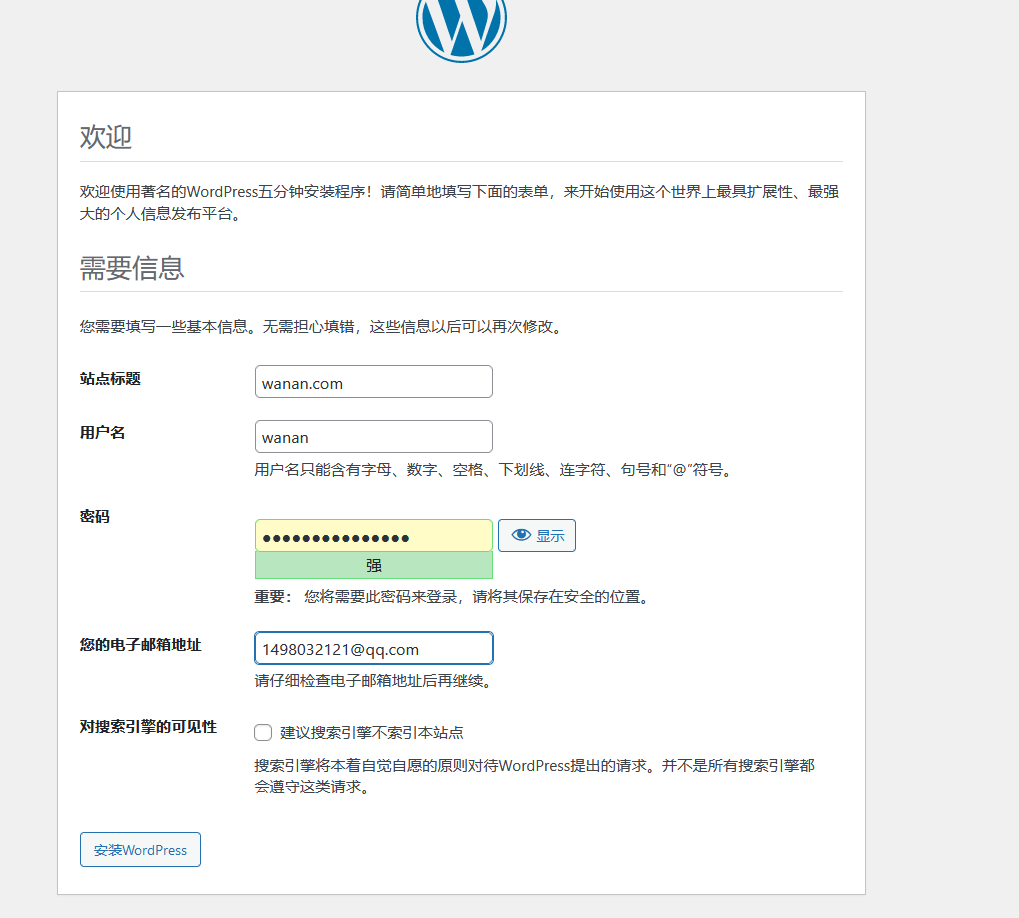 欢迎
欢迎使用著名的WordPress五分钟安装程序！请简单地填写下面的表单，来开始使用这个世界上最具扩展性、最强
大的个人信息发布平台。
需要信息
您需要填写一些基本信息。无需担心填错，这些信息以后可以再次修改。
站点标题
wanan.com
用户名
wanan
用户名只能含有字母、数字、空格、下划线、连字符、句号和“@”符号。
密码
●●●●●●●●●●●●●●●
显示
强
重要： 您将需要此密码来登录，请将其保存在安全的位置。
您的电子邮箱地址
1498032121@qq.com
请仔细检查电子邮箱地址后再继续。
对搜索引擎的可见性
建议搜索引擎不索引本站点
搜索引擎将本着自觉自愿的原则对待WordPress提出的请求。并不是所有搜索引擎都
会遵守这类请求。
安装WordPress